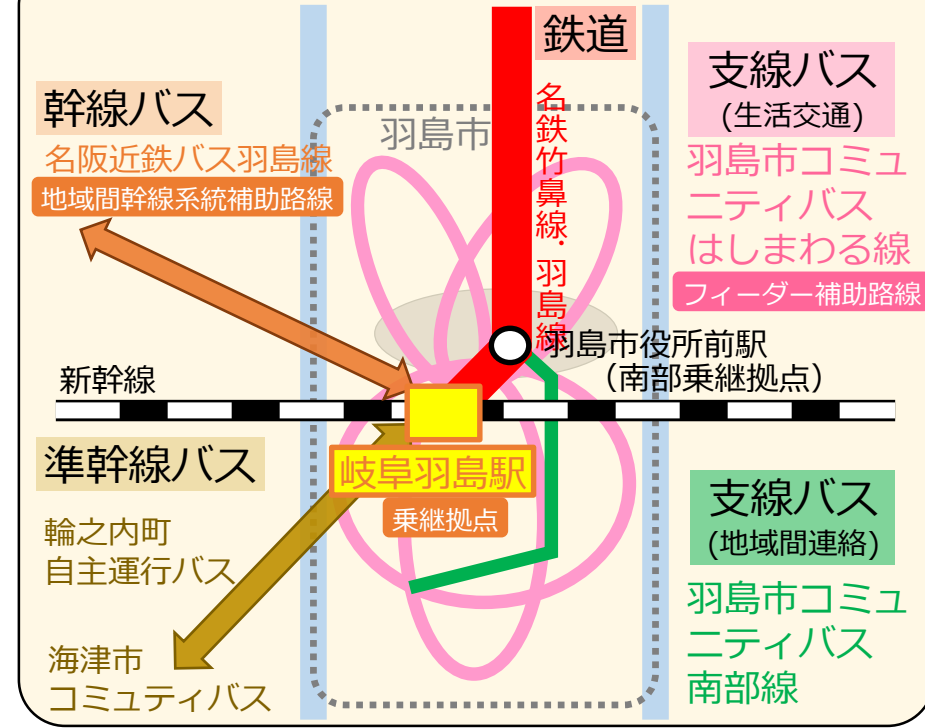 鉄道
名鉄竹鼻線・羽島線
幹線バス
名阪近鉄バス羽島線
地域間幹線系統補助路線
羽島市
支線バス
(生活交通)
羽島市コミュ
ニティバス
はしまわる線
フィーダー補助路線
羽島市役所前駅
（南部乗継拠点）
新幹線
岐阜羽島駅
乗継拠点
準幹線バス
輪之内町
自主運行バス
海津市
コミュティバス
支線バス
(地域間連絡)
羽島市コミュ
ニティバス
南部線